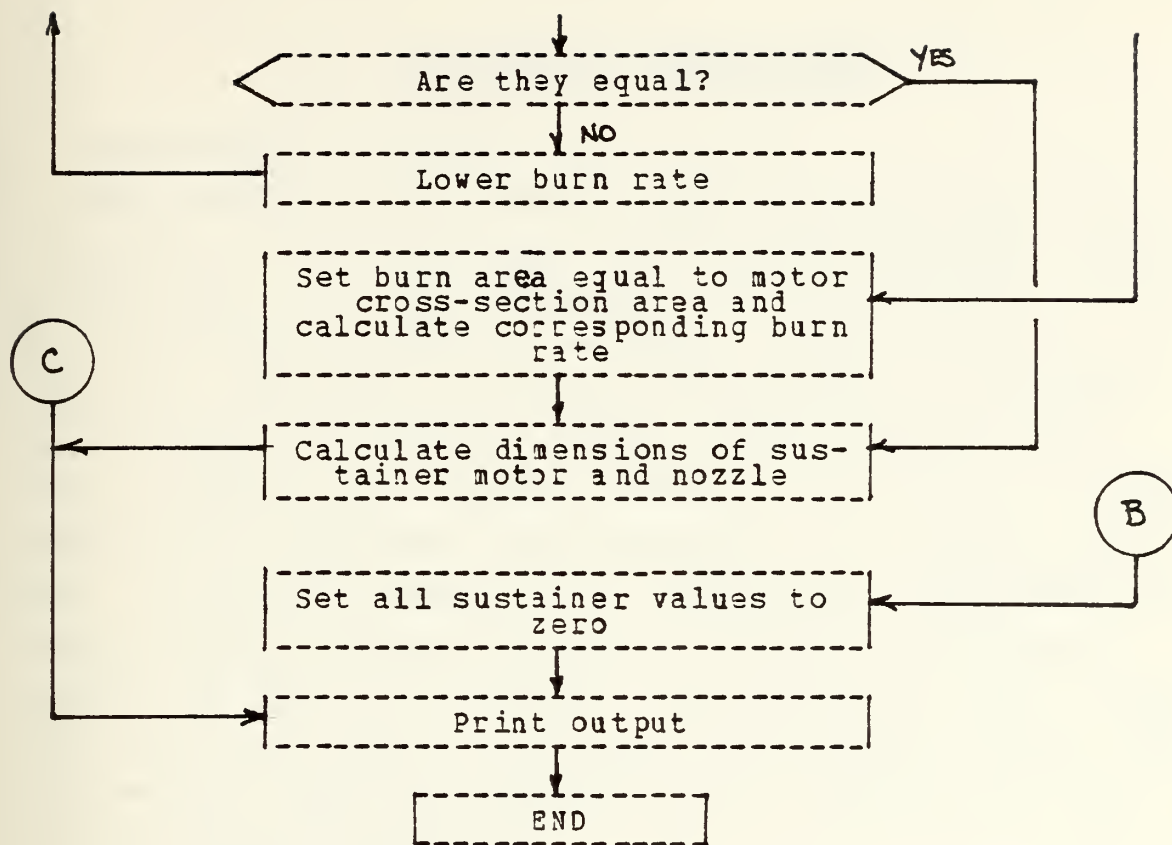 YES
Are they equal?
NO
Lower burn rate
Set burn area equal to motor
cross-section area and
calculate corresponding burn
rate
C
Calculate dimensions of sus-
tainer motor and nozzle
B
Set all sustainer values to
zero
Print output
END